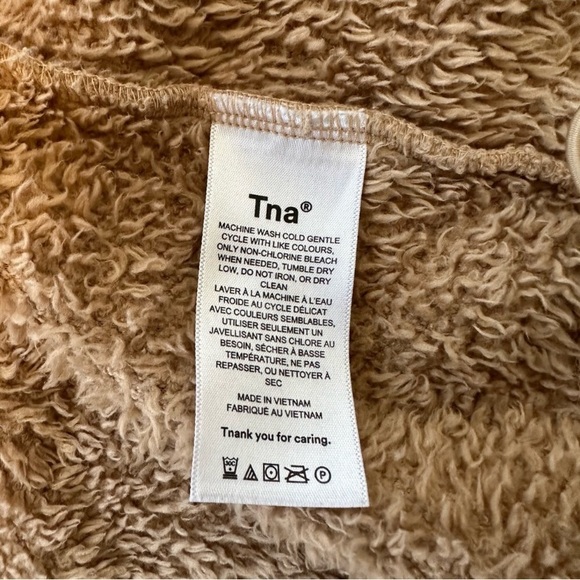 Tna®
MACHINE WASH COLD GENTLE
CYCLE WITH LIKE COLOURS,
ONLY NON-CHLORINE BLEACH
WHEN NEEDED, TUMBLE DRY
LOW, DO NOT IRON, OR DRY
CLEAN
LAVER À LA MACHINE À L'EAU
FROIDE AU CYCLE DÉLICAT
AVEC COULEURS SEMBLABLES,
UTILISER SEULEMENT UN
JAVELLISANT SANS CHLORE AU
BESOIN, SÉCHER À BASSE
TEMPÉRATURE, NE PAS
REPASSER, OU NETTOYER À
SEC
MADE IN VIETNAM
FABRIQUÉ AU VIETNAM
Tnank you for caring.
30C
P